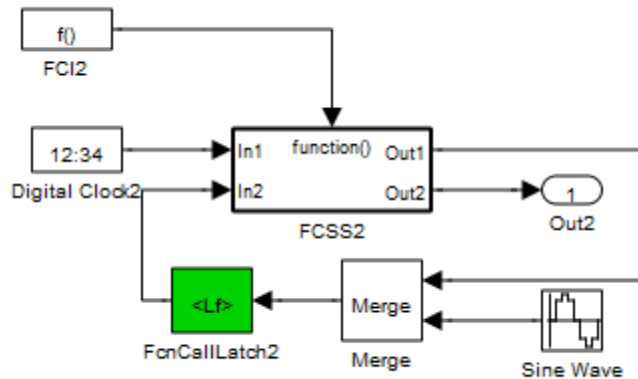 f()
FCI2
12:34
Digital Clock2
In1 function() Out1
In2 Out2
FCSS2
1
Out2
<Lf>
FcnCallLatch2
Merge
Merge
Sine Wave